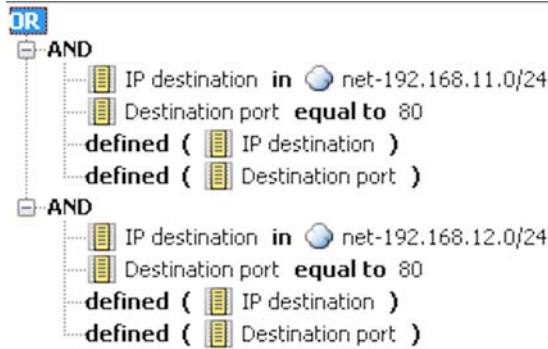 OR
AND
IP destination in net-192.168.11.0/24
Destination port equal to 80
defined ( IP destination )
defined ( Destination port )
AND
IP destination in net-192.168.12.0/24
Destination port equal to 80
defined ( IP destination )
defined ( Destination port )